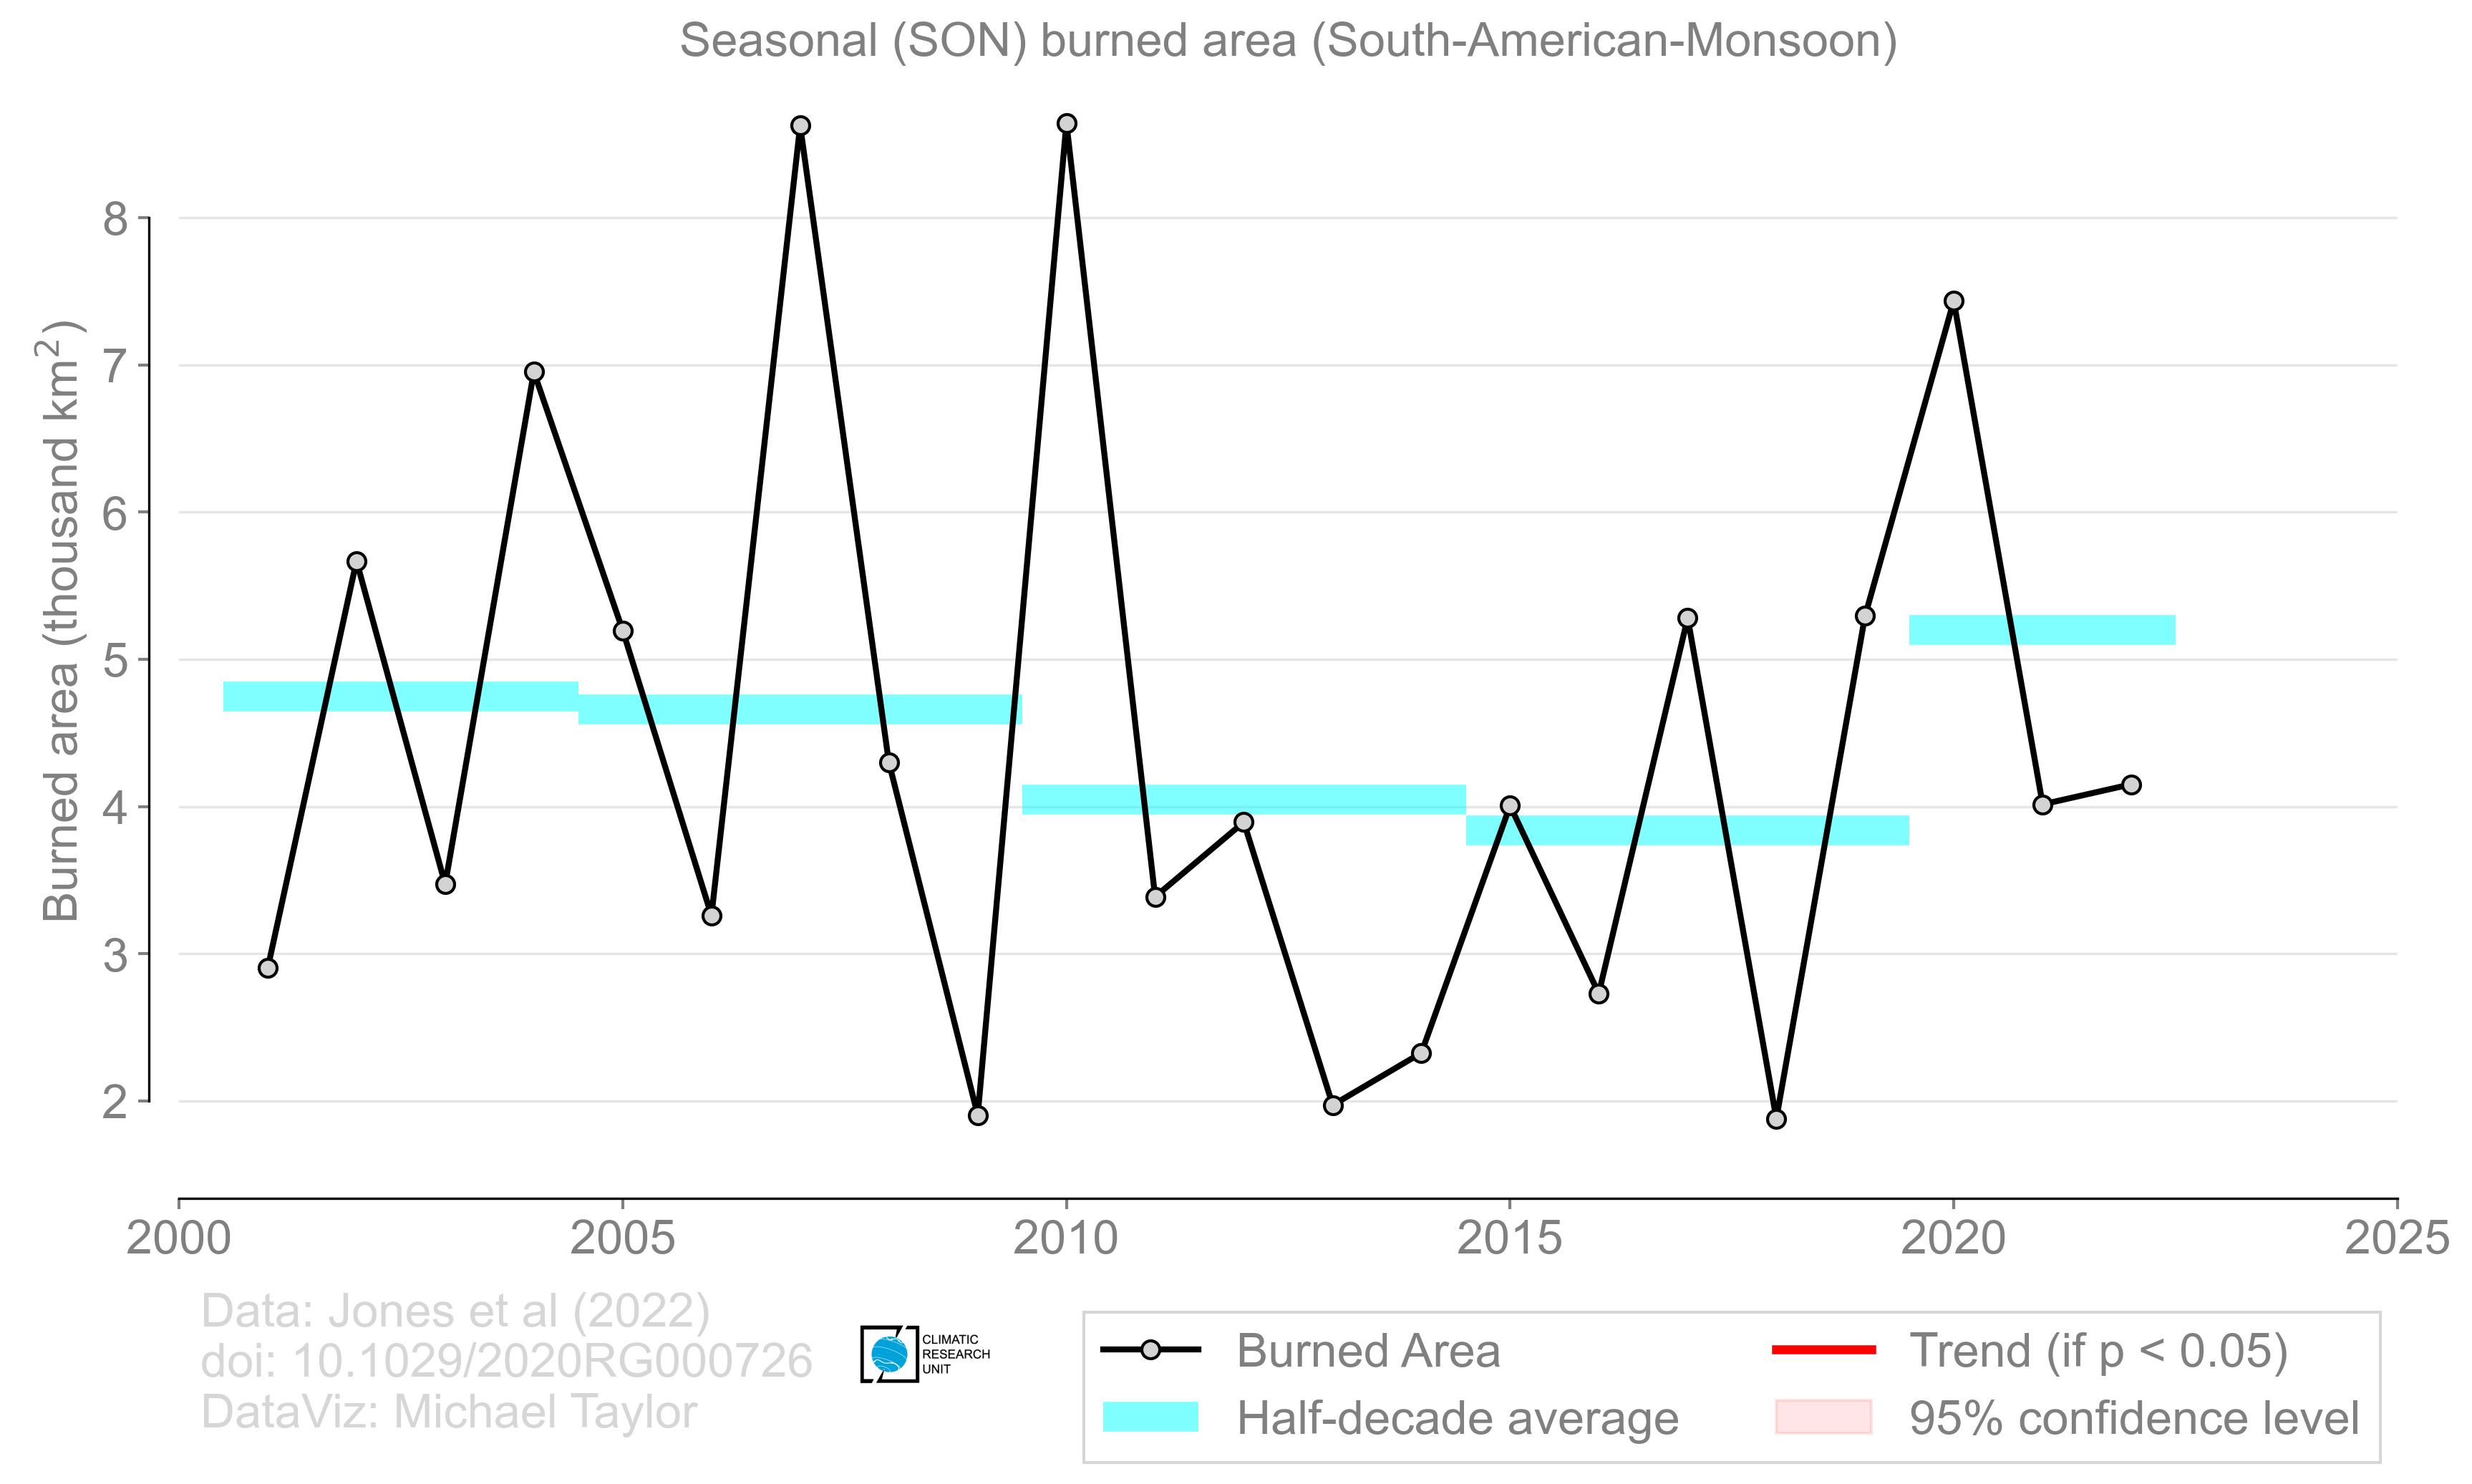 Seasonal (SON) burned area (South-American-Monsoon)
Burned area (thousand km²)
8
7
6
5
4
3
2
2000 2005 2010 2015 2020 2025
Data: Jones et al (2022)
doi: 10.1029/2020RG000726
DataViz: Michael Taylor
CLIMATIC
RESEARCH
UNIT
Burned Area
Half-decade average
Trend (if p < 0.05)
95% confidence level